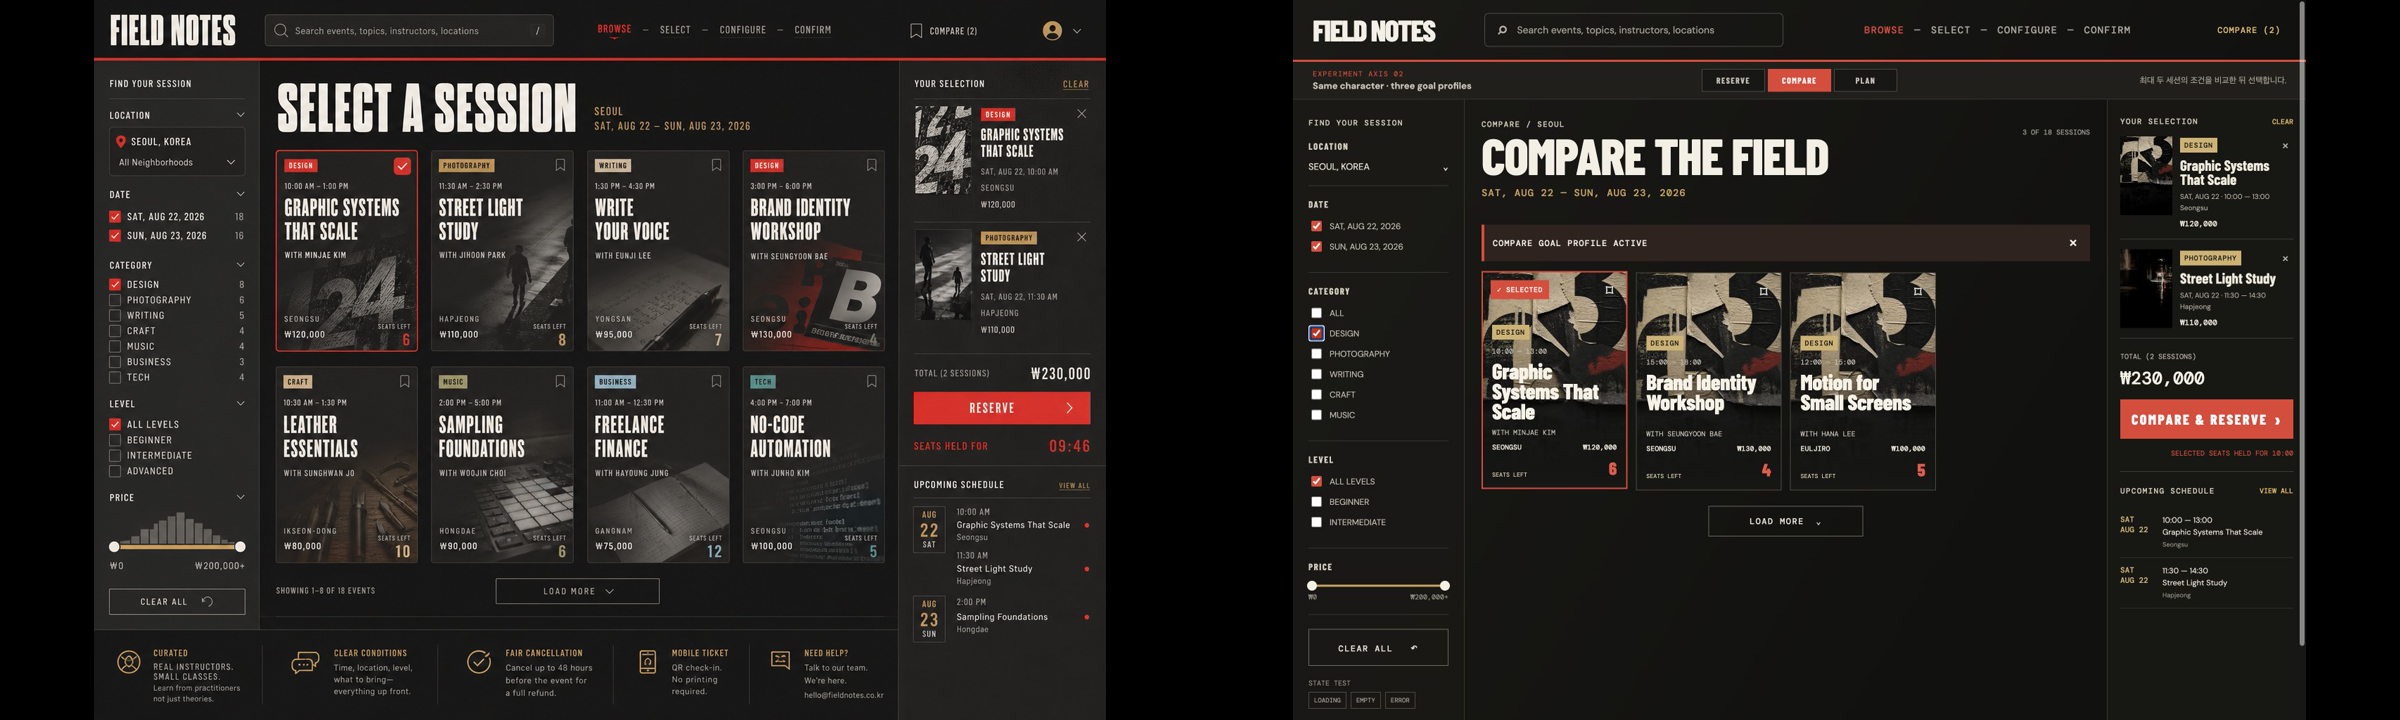 FIELD NOTES
Search events, topics, instructors, locations
/
BROWSE — SELECT — CONFIGURE — CONFIRM
COMPARE (2)
FIND YOUR SESSION
LOCATION
SEOUL, KOREA
All Neighborhoods
DATE
SAT, AUG 22, 2026 18
SUN, AUG 23, 2026 16
CATEGORY
DESIGN 8
PHOTOGRAPHY 6
WRITING 5
CRAFT 4
MUSIC 4
BUSINESS 3
TECH 4
LEVEL
ALL LEVELS
BEGINNER
INTERMEDIATE
ADVANCED
PRICE
₩0 ₩200,000+
CLEAR ALL
SELECT A SESSION
SEOUL
SAT, AUG 22 — SUN, AUG 23, 2026
DESIGN
10:00 AM – 1:00 PM
GRAPHIC SYSTEMS
THAT SCALE
WITH MINJAE KIM
24
SEONGSU
SEATS LEFT
₩120,000
6
PHOTOGRAPHY
11:30 AM – 2:30 PM
STREET LIGHT
STUDY
WITH JIHOON PARK
HAPJEONG
SEATS LEFT
₩110,000
8
WRITING
1:30 PM – 4:30 PM
WRITE
YOUR VOICE
WITH EUNJI LEE
YONGSAN
SEATS LEFT
₩95,000
7
DESIGN
3:00 PM – 6:00 PM
BRAND IDENTITY
WORKSHOP
WITH SEUNGYOON BAE
B
SEONGSU
SEATS LEFT
₩130,000
4
CRAFT
10:30 AM – 1:30 PM
LEATHER
ESSENTIALS
WITH SUNGHWAN JO
IKSEON-DONG
SEATS LEFT
₩80,000
10
MUSIC
2:00 PM – 5:00 PM
SAMPLING
FOUNDATIONS
WITH WOOJIN CHOI
HONGDAE
SEATS LEFT
₩90,000
6
BUSINESS
11:00 AM – 12:30 PM
FREELANCE
FINANCE
WITH HAYOUNG JUNG
GANGNAM
SEATS LEFT
₩75,000
12
TECH
4:00 PM – 7:00 PM
NO-CODE
AUTOMATION
WITH JUNHO KIM
SEONGSU
SEATS LEFT
₩100,000
5
SHOWING 1–8 OF 18 EVENTS
LOAD MORE
YOUR SELECTION CLEAR
24
DESIGN
GRAPHIC SYSTEMS
THAT SCALE
SAT, AUG 22, 10:00 AM
SEONGSU
₩120,000
PHOTOGRAPHY
STREET LIGHT
STUDY
SAT, AUG 22, 11:30 AM
HAPJEONG
₩110,000
TOTAL (2 SESSIONS) ₩230,000
RESERVE
SEATS HELD FOR 09:46
UPCOMING SCHEDULE VIEW ALL
AUG
22
SAT
10:00 AM
Graphic Systems That Scale
Seongsu
11:30 AM
Street Light Study
Hapjeong
AUG
23
SUN
2:00 PM
Sampling Foundations
Hongdae
CURATED
REAL INSTRUCTORS.
SMALL CLASSES.
Learn from practitioners
not just theories.
CLEAR CONDITIONS
Time, location, level,
what to bring—
everything up front.
FAIR CANCELLATION
Cancel up to 48 hours
before the event for
a full refund.
MOBILE TICKET
QR check-in.
No printing
required.
NEED HELP?
Talk to our team.
We're here.
hello@fieldnotes.co.kr
FIELD NOTES
Search events, topics, instructors, locations
BROWSE — SELECT — CONFIGURE — CONFIRM
COMPARE (2)
EXPERIMENT AXIS 02
Same character · three goal profiles
RESERVE
COMPARE
PLAN
최대 두 세션의 조건을 비교한 뒤 선택합니다.
FIND YOUR SESSION
LOCATION
SEOUL, KOREA
DATE
SAT, AUG 22, 2026
SUN, AUG 23, 2026
CATEGORY
ALL
DESIGN
PHOTOGRAPHY
WRITING
CRAFT
MUSIC
LEVEL
ALL LEVELS
BEGINNER
INTERMEDIATE
PRICE
₩0 ₩200,000+
CLEAR ALL
STATE TEST
LOADING
EMPTY
ERROR
COMPARE / SEOUL
COMPARE THE FIELD
SAT, AUG 22 — SUN, AUG 23, 2026
3 OF 18 SESSIONS
COMPARE GOAL PROFILE ACTIVE ×
✓ SELECTED
DESIGN
10:00 — 13:00
Graphic
Systems That
Scale
WITH MINJAE KIM
SEONGSU ₩120,000
SEATS LEFT 6
DESIGN
15:00 — 18:00
Brand Identity
Workshop
WITH SEUNGYOON BAE
SEONGSU ₩130,000
SEATS LEFT 4
DESIGN
12:00 — 15:00
Motion for
Small Screens
WITH HANA LEE
EULJIRO ₩100,000
SEATS LEFT 5
LOAD MORE
YOUR SELECTION CLEAR
DESIGN ×
Graphic Systems
That Scale
SAT, AUG 22 · 10:00 — 13:00
Seongsu
₩120,000
PHOTOGRAPHY ×
Street Light Study
SAT, AUG 22 · 11:30 — 14:30
Hapjeong
₩110,000
TOTAL (2 SESSIONS)
₩230,000
COMPARE & RESERVE ›
SELECTED SEATS HELD FOR 10:00
UPCOMING SCHEDULE VIEW ALL
SAT
AUG 22
10:00 — 13:00
Graphic Systems That Scale
Seongsu
SAT
AUG 22
11:30 — 14:30
Street Light Study
Hapjeong